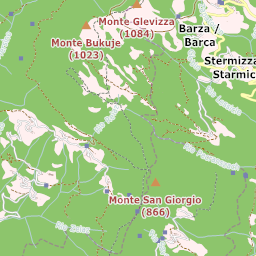 Monte Glevizza
(1084)
Barza /
Barca
Monte Bukuje
(1023)
Stermizza
Starmic
Monte San Giorgio
(866)